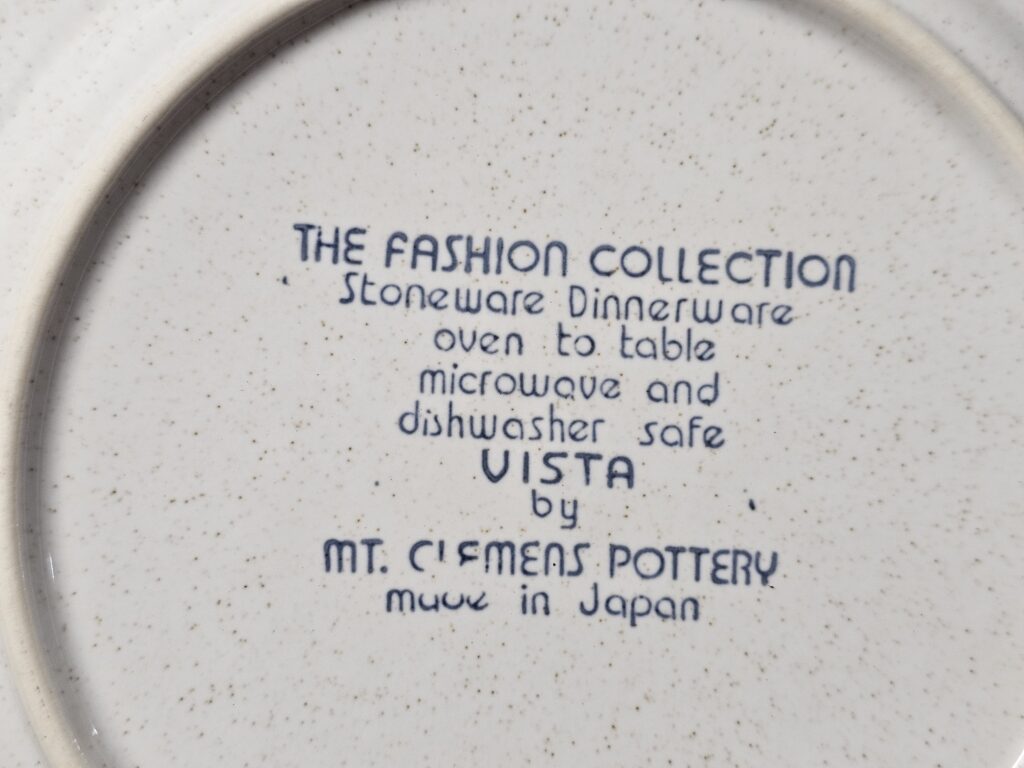 THE FASHION COLLECTION
Stoneware Dinnerware
oven to table
microwave and
dishwasher safe
VISTA
by
MT. CLEMENS POTTERY
made in Japan